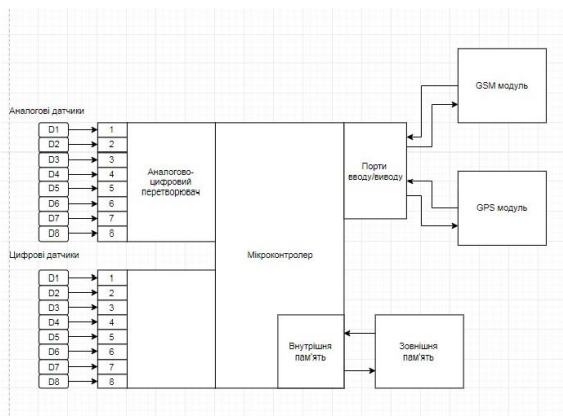 Аналогові датчики
D1 1
D2 2
D3 3
D4 4
D5 5
D6 6
D7 7
D8 8
Аналогово-
цифровий
перетворювач
Цифрові датчики
D1 1
D2 2
D3 3
D4 4
D5 5
D6 6
D7 7
D8 8
Мікроконтролер
Порти
вводу/виводу
GSM модуль
GPS модуль
Внутрішня
пам'ять
Зовнішня
пам'ять